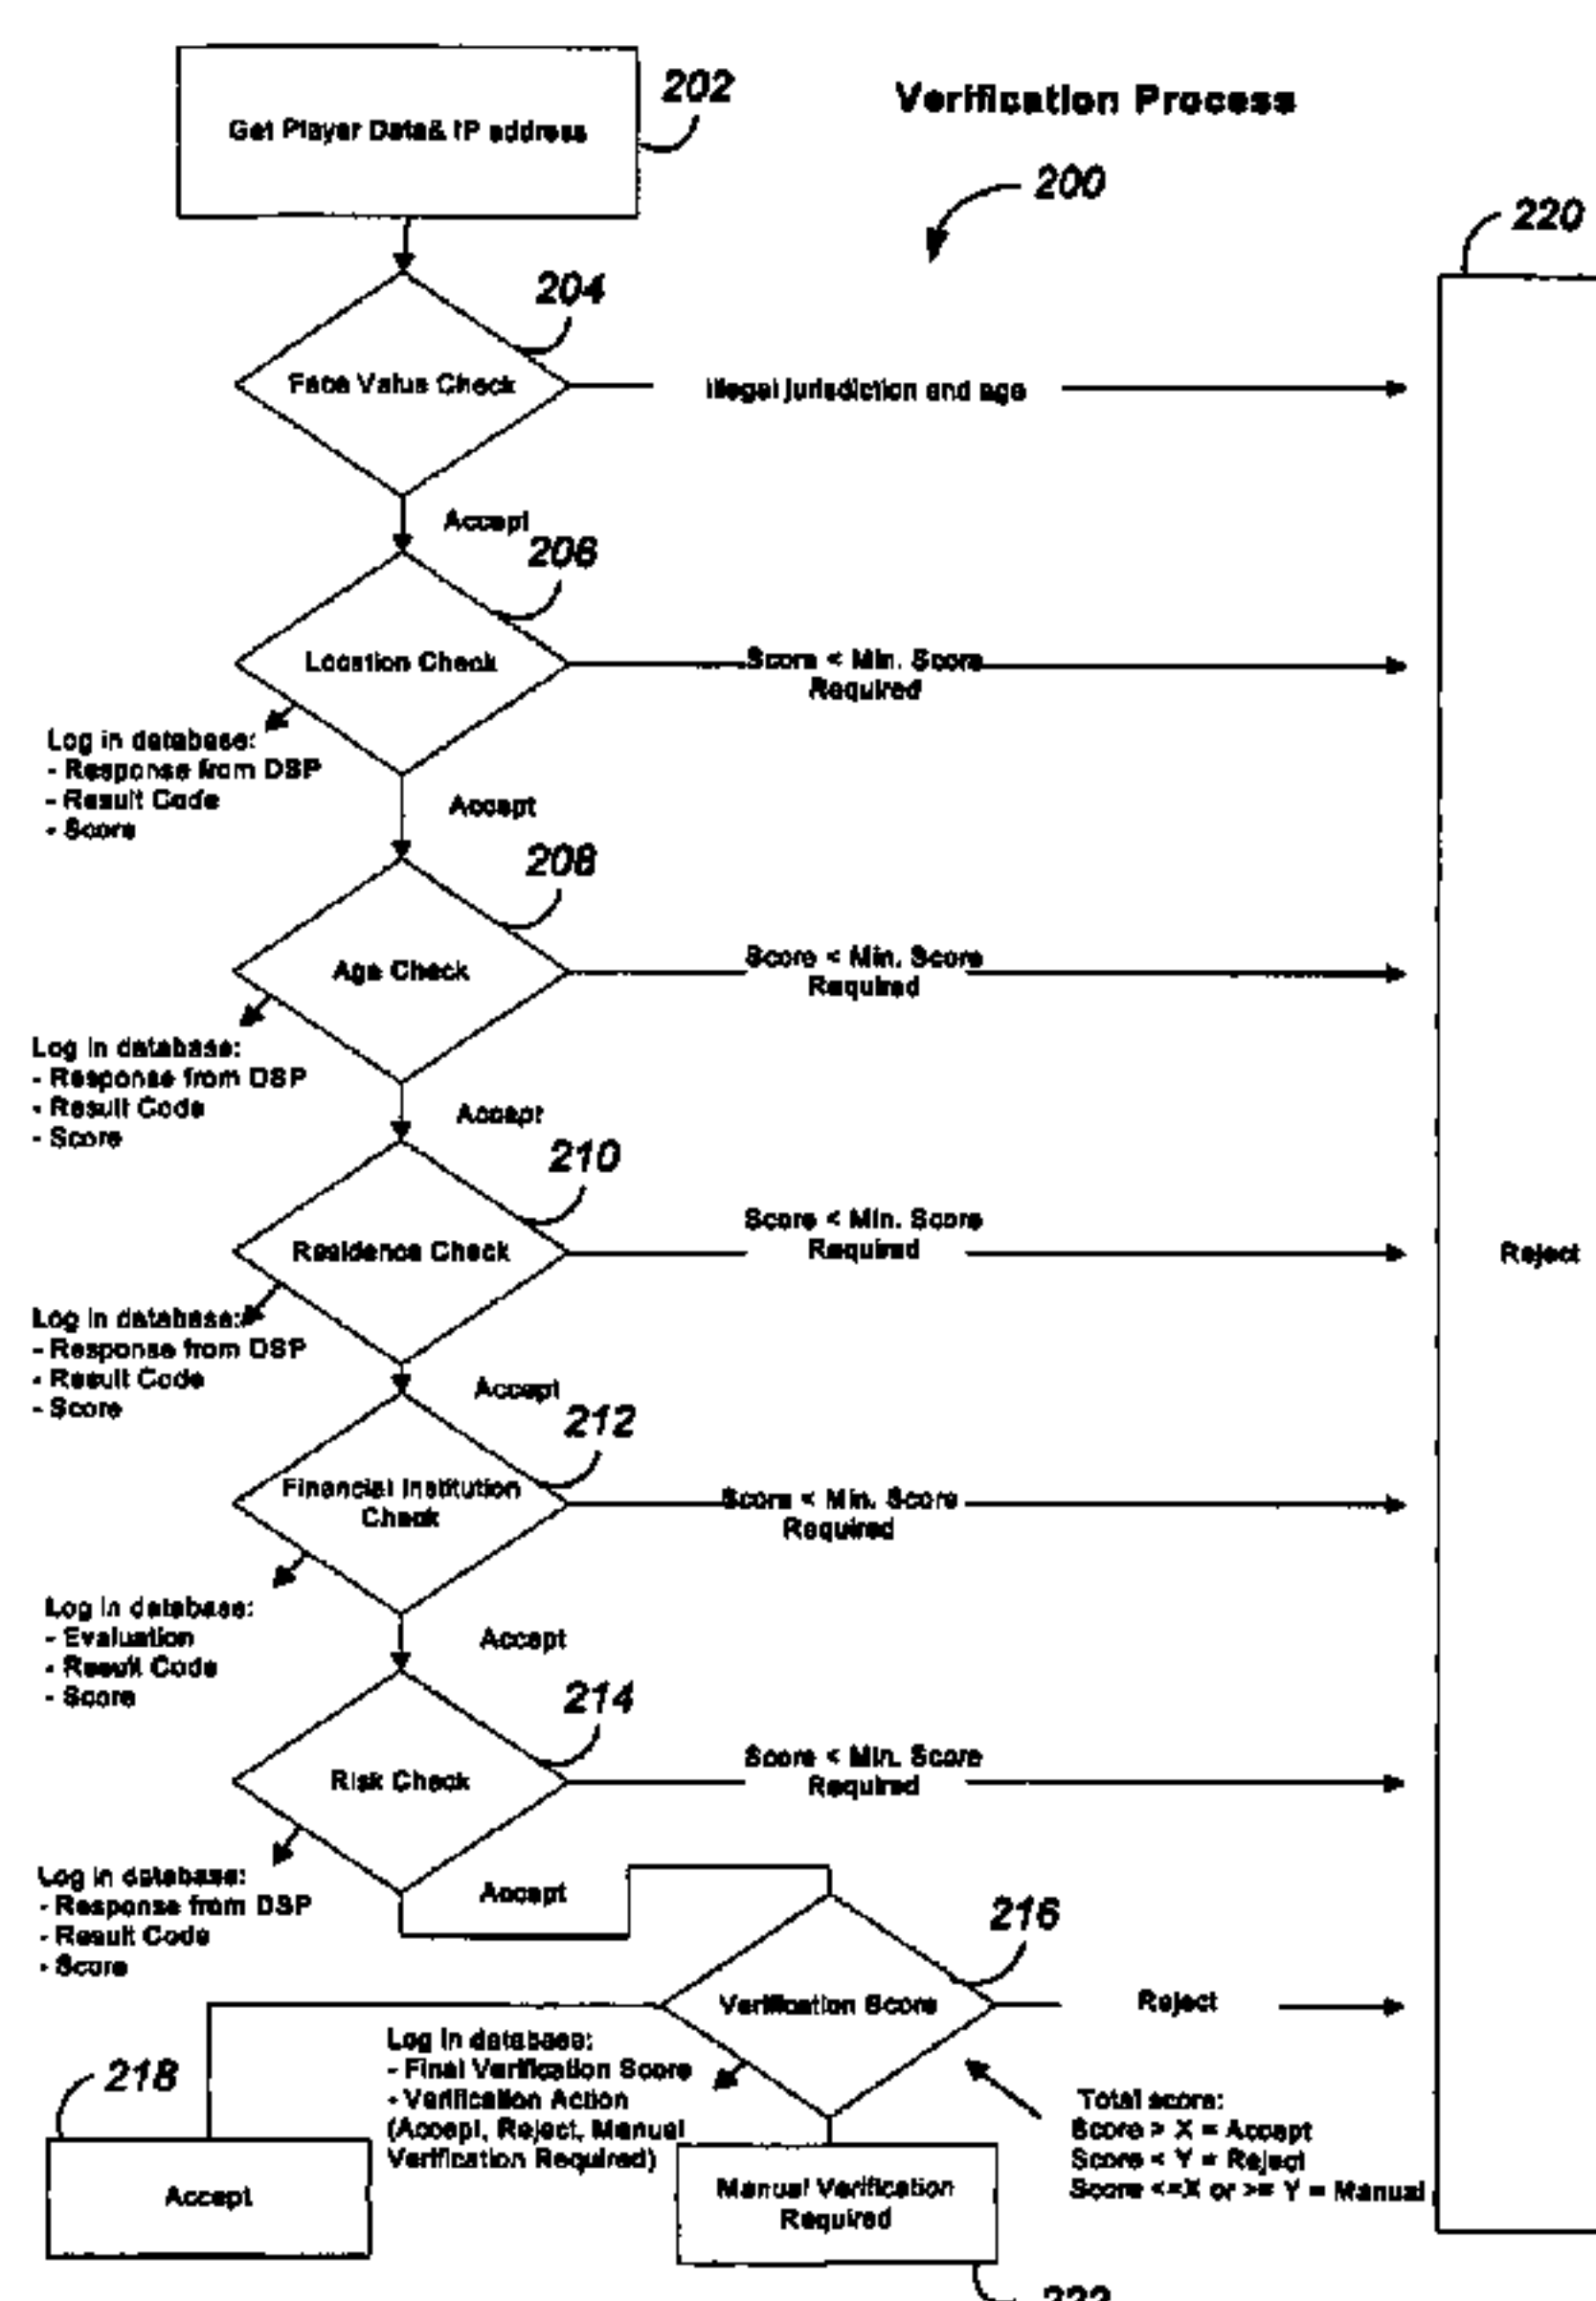 Verification Process
202
Get Player Data& IP address
200
220
204
Face Value Check
Illegal jurisdiction and age
Accept
206
Location Check
Score < Min. Score
Required
Log in database:
- Response from DSP
- Result Code
- Score
Accept
208
Age Check
Score < Min. Score
Required
Log in database:
- Response from DSP
- Result Code
- Score
Accept
210
Residence Check
Score < Min. Score
Required
Reject
Log in database:
- Response from DSP
- Result Code
- Score
Accept
212
Financial Institution
Check
Score < Min. Score
Required
Log in database:
- Evaluation
- Result Code
- Score
Accept
214
Risk Check
Score < Min. Score
Required
Log in database:
- Response from DSP
- Result Code
- Score
Accept
216
Verification Score
Reject
Log in database:
- Final Verification Score
- Verification Action
(Accept, Reject, Manual
Verification Required)
218
Accept
Total score:
Score > X = Accept
Score < Y = Reject
Score <=X or >= Y = Manual
Manual Verification
Required
222